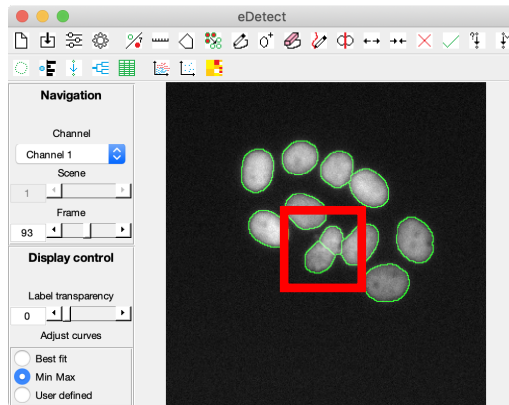 eDetect
Navigation
Channel
Channel 1
Scene
1
Frame
93
Display control
Label transparency
0
Adjust curves
Best fit
Min Max
User defined